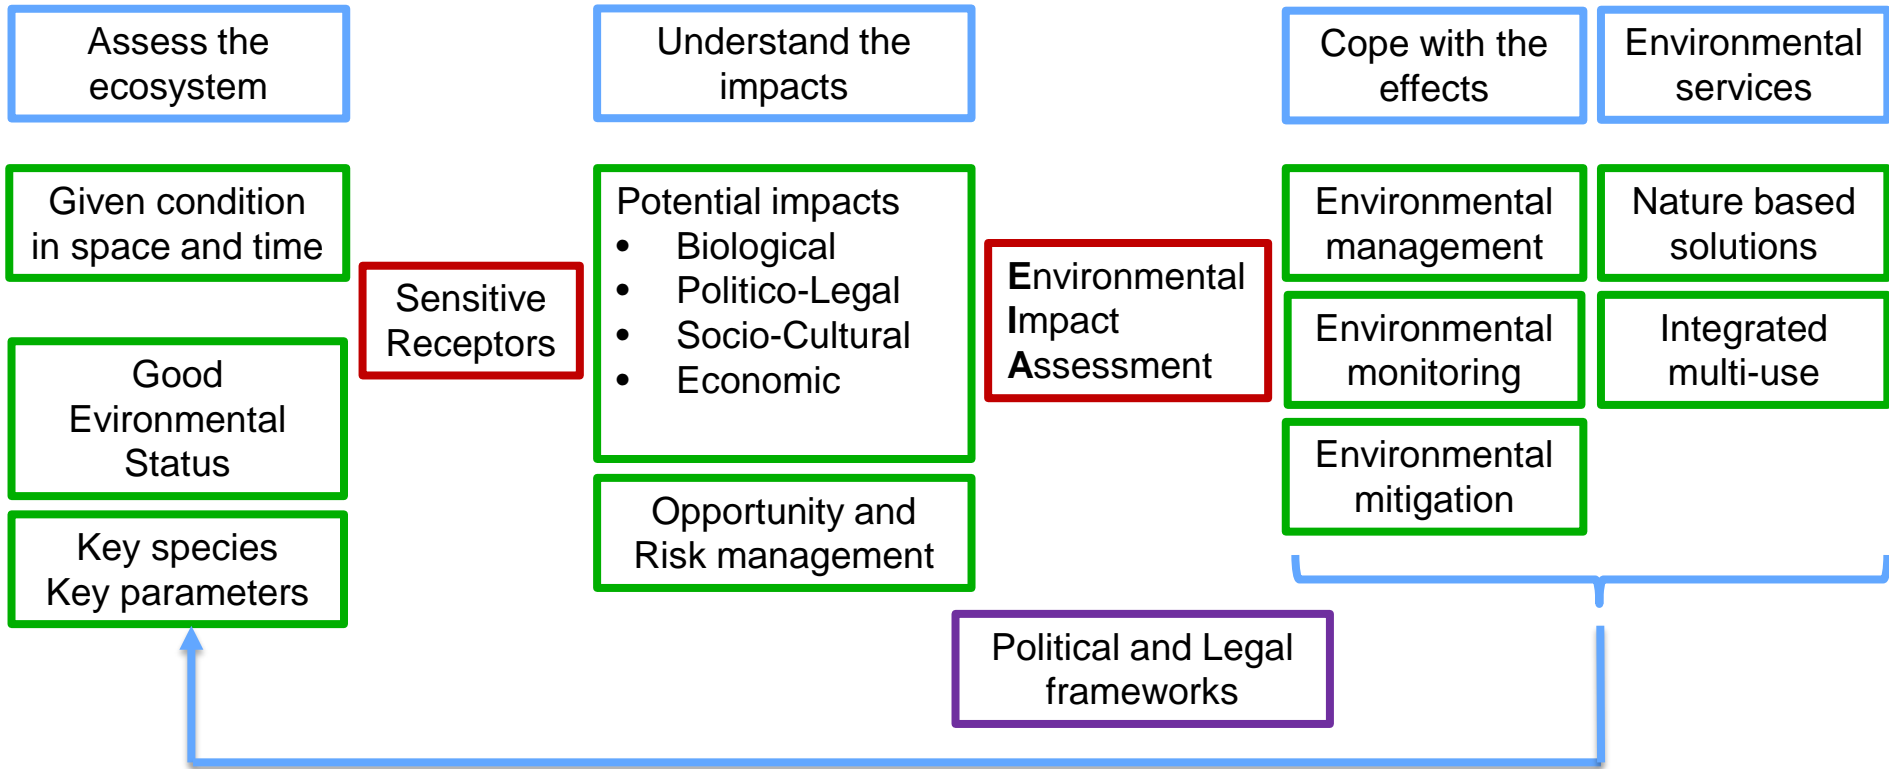 Assess the
ecosystem
Understand the
impacts
Cope with the
effects
Environmental
services
Given condition
in space and time
Good
Evironmental
Status
Key species
Key parameters
Sensitive
Receptors
Potential impacts
• Biological
• Politico-Legal
• Socio-Cultural
• Economic
Opportunity and
Risk management
Environmental
Impact
Assessment
Environmental
management
Environmental
monitoring
Environmental
mitigation
Nature based
solutions
Integrated
multi-use
Political and Legal
frameworks